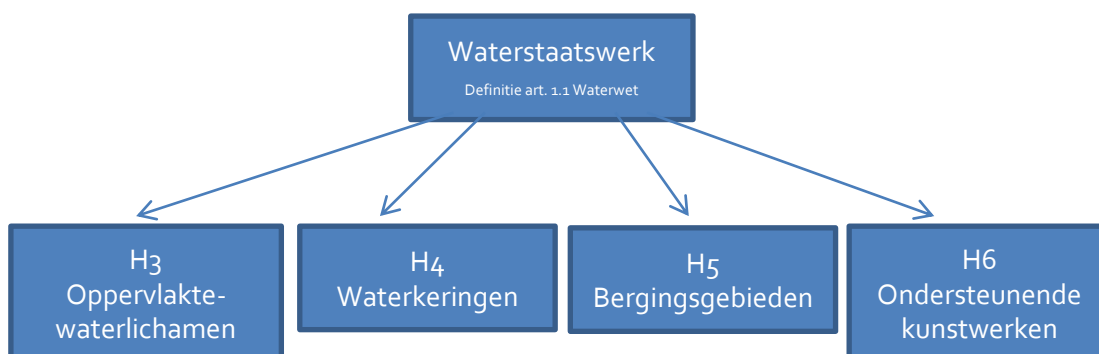 Waterstaatswerk
Definitie art. 1.1 Waterwet
H3
Oppervlakte-
waterlichamen
H4
Waterkeringen
H5
Bergingsgebieden
H6
Ondersteunende
kunstwerken